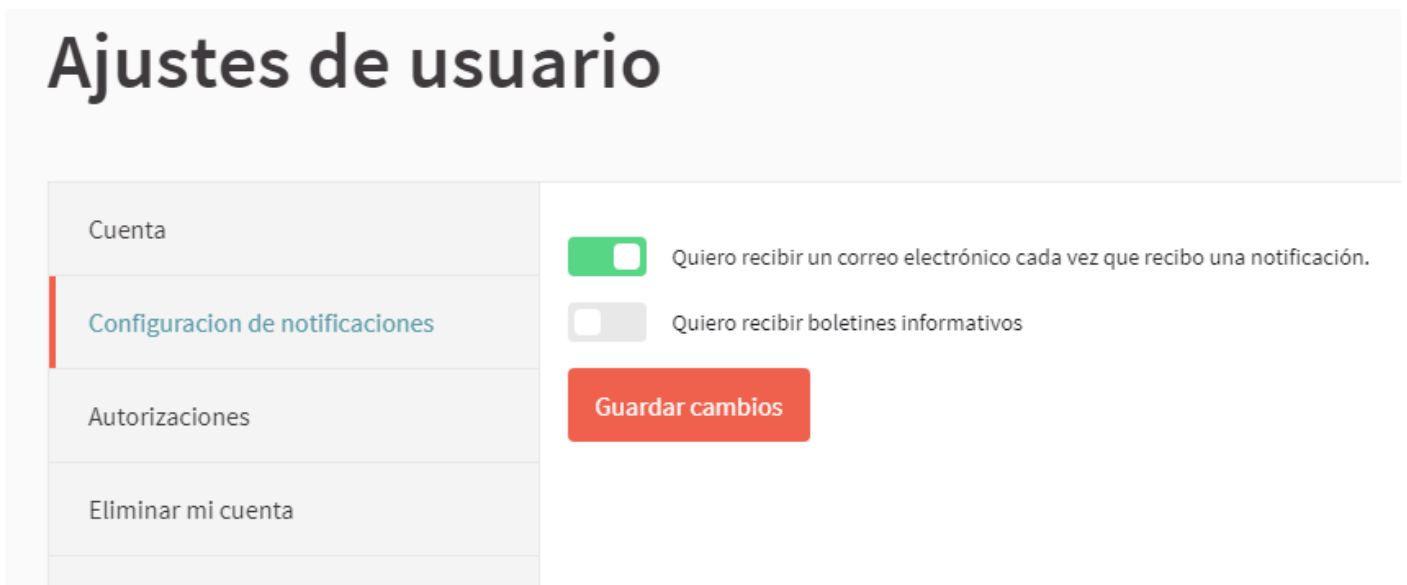 Ajustes de usuario
Cuenta
Configuracion de notificaciones
Autorizaciones
Eliminar mi cuenta
Quiero recibir un correo electrónico cada vez que recibo una notificación.
Quiero recibir boletines informativos
Guardar cambios